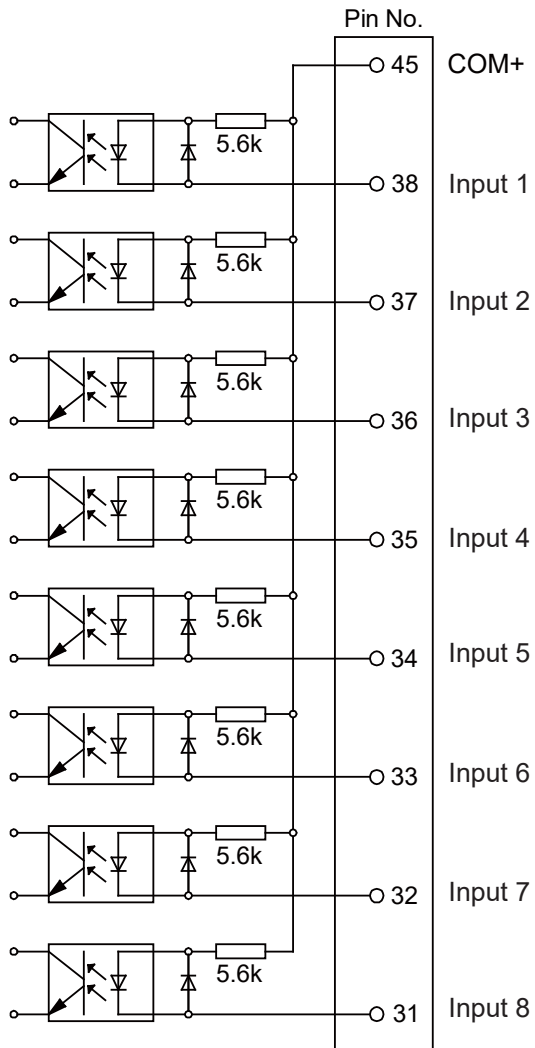 Pin No.
45 COM+
5.6k
38 Input 1
5.6k
37 Input 2
5.6k
36 Input 3
5.6k
35 Input 4
5.6k
34 Input 5
5.6k
33 Input 6
5.6k
32 Input 7
5.6k
31 Input 8